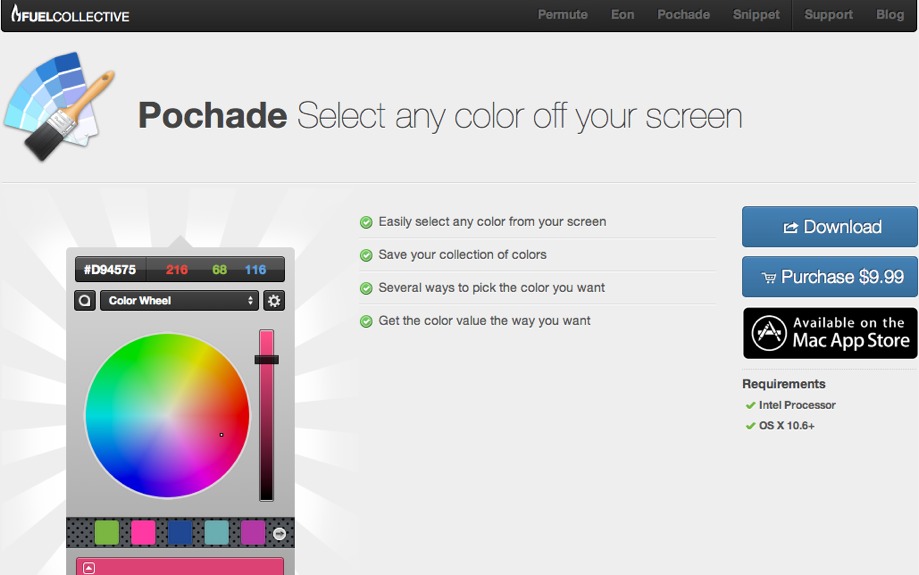 FUELCOLLECTIVE Permute Eon Pochade Snippet Support Blog
Pochade Select any color off your screen
#D94575 216 68 116
Color Wheel
Easily select any color from your screen
Save your collection of colors
Several ways to pick the color you want
Get the color value the way you want
Download
Purchase $9.99
Available on the
Mac App Store
Requirements
Intel Processor
OS X 10.6+